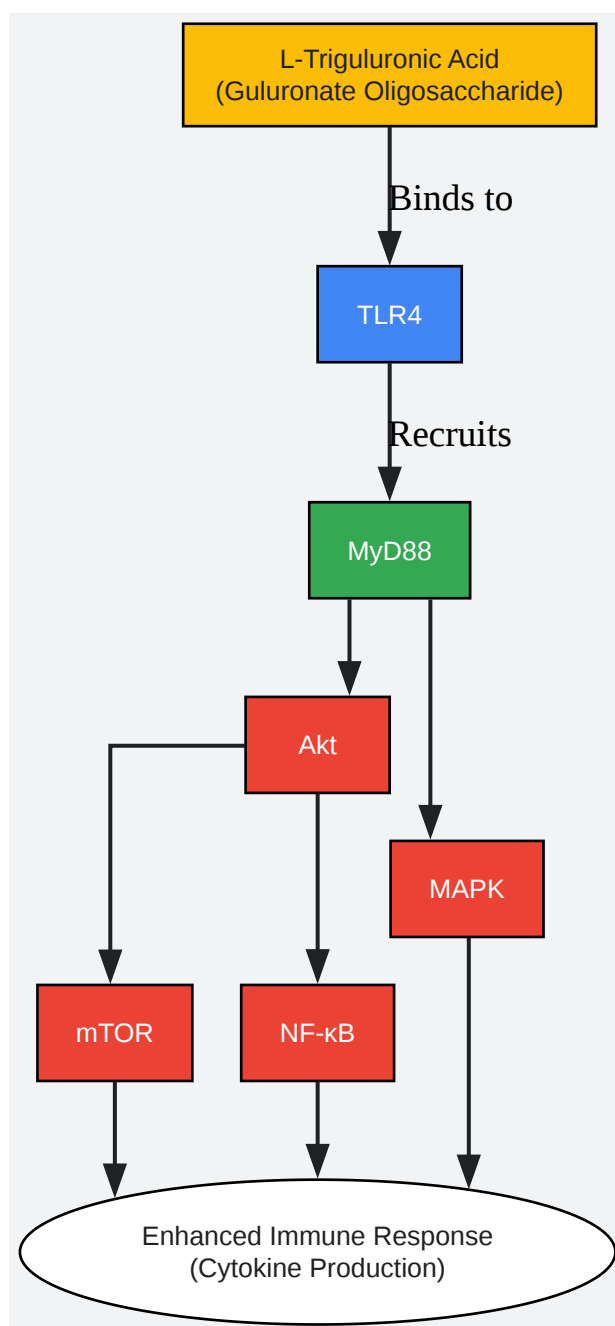 L-Triguluronic Acid
(Guluronate Oligosaccharide)
Binds to
TLR4
Recruits
MyD88
Akt
MAPK
mTOR
NF-κB
Enhanced Immune Response
(Cytokine Production)